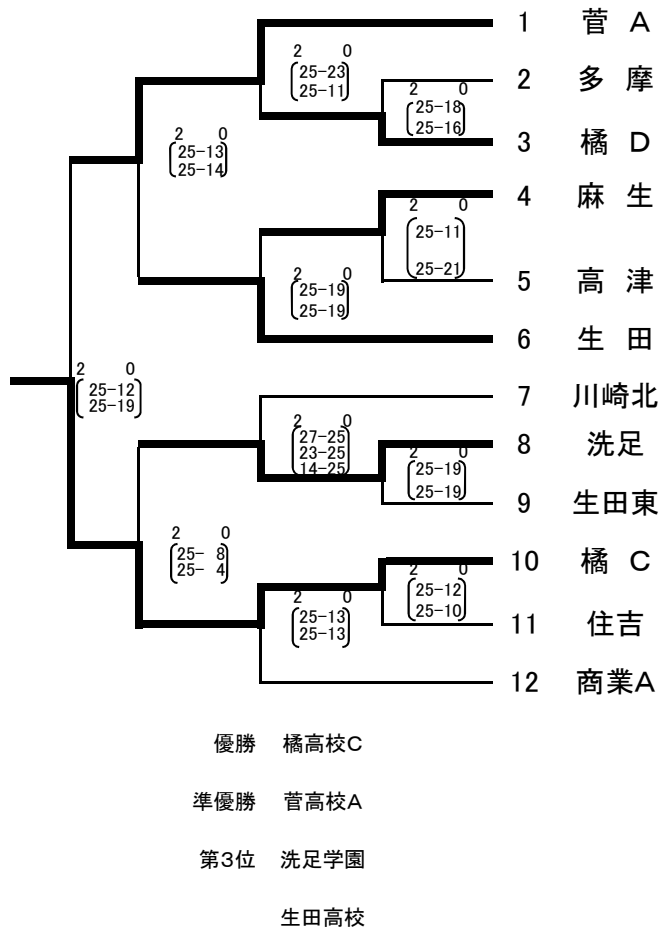 1 菅 A
2 0
25-23
25-11
2 多 摩
2 0
25-18
25-16
2 0
25-13
25-14
3 橘 D
4 麻 生
2 0
25-11
25-21
2 0
25-19
25-19
5 高 津
6 生 田
2 0
25-12
25-19
7 川崎北
2 0
27-25
23-25
14-25
8 洗足
2 0
25-19
25-19
9 生田東
2 0
25- 8
25- 4
10 橘 C
2 0
25-12
25-10
2 0
25-13
25-13
11 住吉
12 商業A
優勝 橘高校C
準優勝 菅高校A
第3位 洗足学園
生田高校